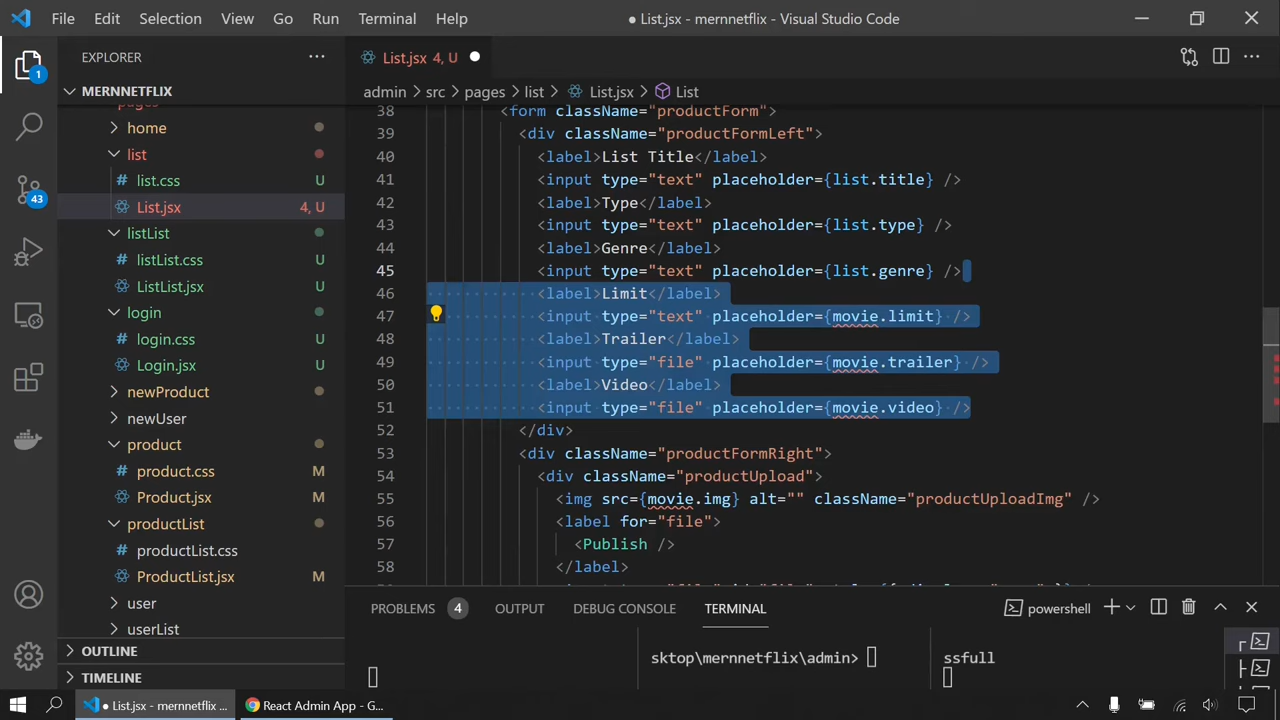 File Edit Selection View Go Run Terminal Help
● List.jsx - mernnetflix - Visual Studio Code
EXPLORER
MERNNETFLIX
pages
home
list
list.css U
List.jsx 4, U
listList
listList.css U
ListList.jsx U
login
login.css U
Login.jsx U
newProduct
newUser
product
product.css M
Product.jsx M
productList
productList.css
ProductList.jsx M
user
userList
OUTLINE
TIMELINE
1
43
List.jsx 4, U
admin > src > pages > list > List.jsx > List
38 <form className="productForm">
39 <div className="productFormLeft">
40 <label>List Title</label>
41 <input type="text" placeholder={list.title} />
42 <label>Type</label>
43 <input type="text" placeholder={list.type} />
44 <label>Genre</label>
45 <input type="text" placeholder={list.genre} />
46 <label>Limit</label>
47 <input type="text" placeholder={movie.limit} />
48 <label>Trailer</label>
49 <input type="file" placeholder={movie.trailer} />
50 <label>Video</label>
51 <input type="file" placeholder={movie.video} />
52 </div>
53 <div className="productFormRight">
54 <div className="productUpload">
55 <img src={movie.img} alt="" className="productUploadImg" />
56 <label for="file">
57 <Publish />
58 </label>
PROBLEMS 4 OUTPUT DEBUG CONSOLE TERMINAL powershell
sktop\mernnetflix\admin>
ssfull
● List.jsx - mernnetflix ...
React Admin App - G...